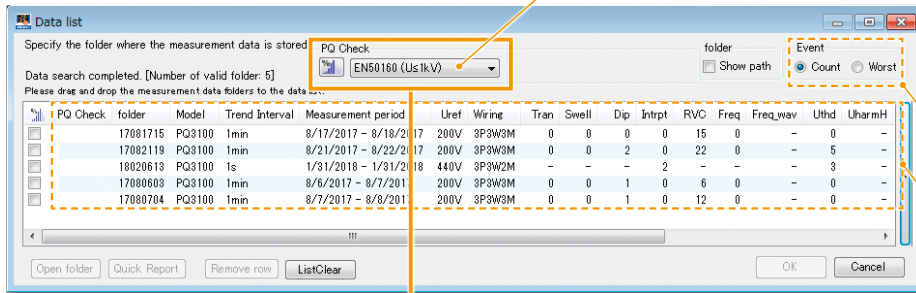 Data list
Specify the folder where the measurement data is stored
PQ Check
EN50160 (U≤1kV)
folder
Show path
Event
Count Worst
Data search completed. [Number of valid folder: 5]
Please drag and drop the measurement data folders to the data list.
PQ Check folder Model Trend Interval Measurement period Uref Wiring Tran Swell Dip Intrpt RVC Freq Freq_wav Uthd UharmH
17081715 PQ3100 1min 8/17/2017 - 8/18/2017 200V 3P3W3M 0 0 0 0 15 0 - 0 -
17082119 PQ3100 1min 8/21/2017 - 8/22/2017 200V 3P3W3M 0 0 2 0 22 0 - 5 -
18020613 PQ3100 1s 1/31/2018 - 1/31/2018 440V 3P3W2M - - - 2 - - - 3 -
17080603 PQ3100 1min 8/6/2017 - 8/7/2017 200V 3P3W3M 0 0 1 0 6 0 - 0 -
17080704 PQ3100 1min 8/7/2017 - 8/8/2017 200V 3P3W3M 0 0 1 0 12 0 - 0 -
Open folder Quick Report Remove row ListClear OK Cancel